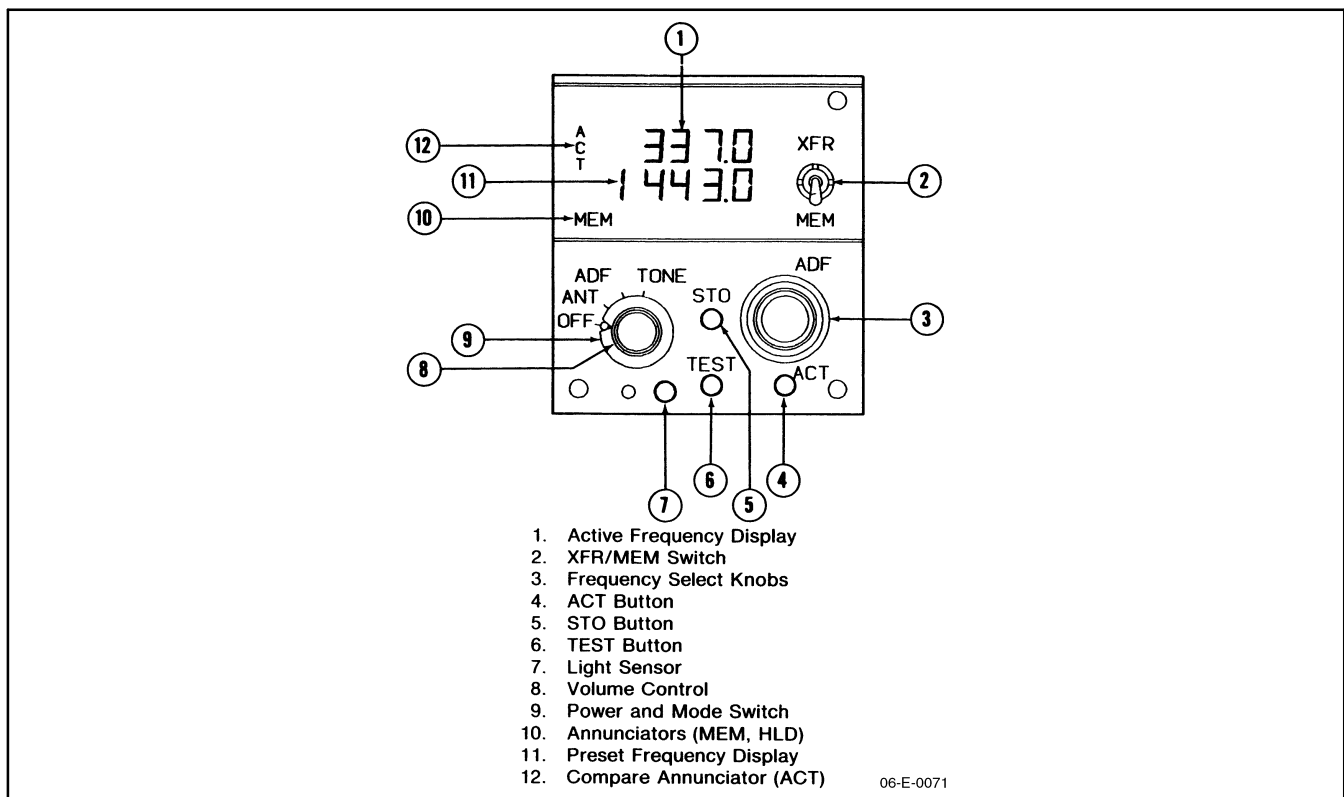 1
A
C
T
12
337.0
XFR
11
1443.0
2
10
MEM
MEM
ADF
TONE
ADF
ANT
STO
OFF
3
9
8
TEST
ACT
7
6
5
4
1. Active Frequency Display
2. XFR/MEM Switch
3. Frequency Select Knobs
4. ACT Button
5. STO Button
6. TEST Button
7. Light Sensor
8. Volume Control
9. Power and Mode Switch
10. Annunciators (MEM, HLD)
11. Preset Frequency Display
12. Compare Annunciator (ACT)
06-E-0071